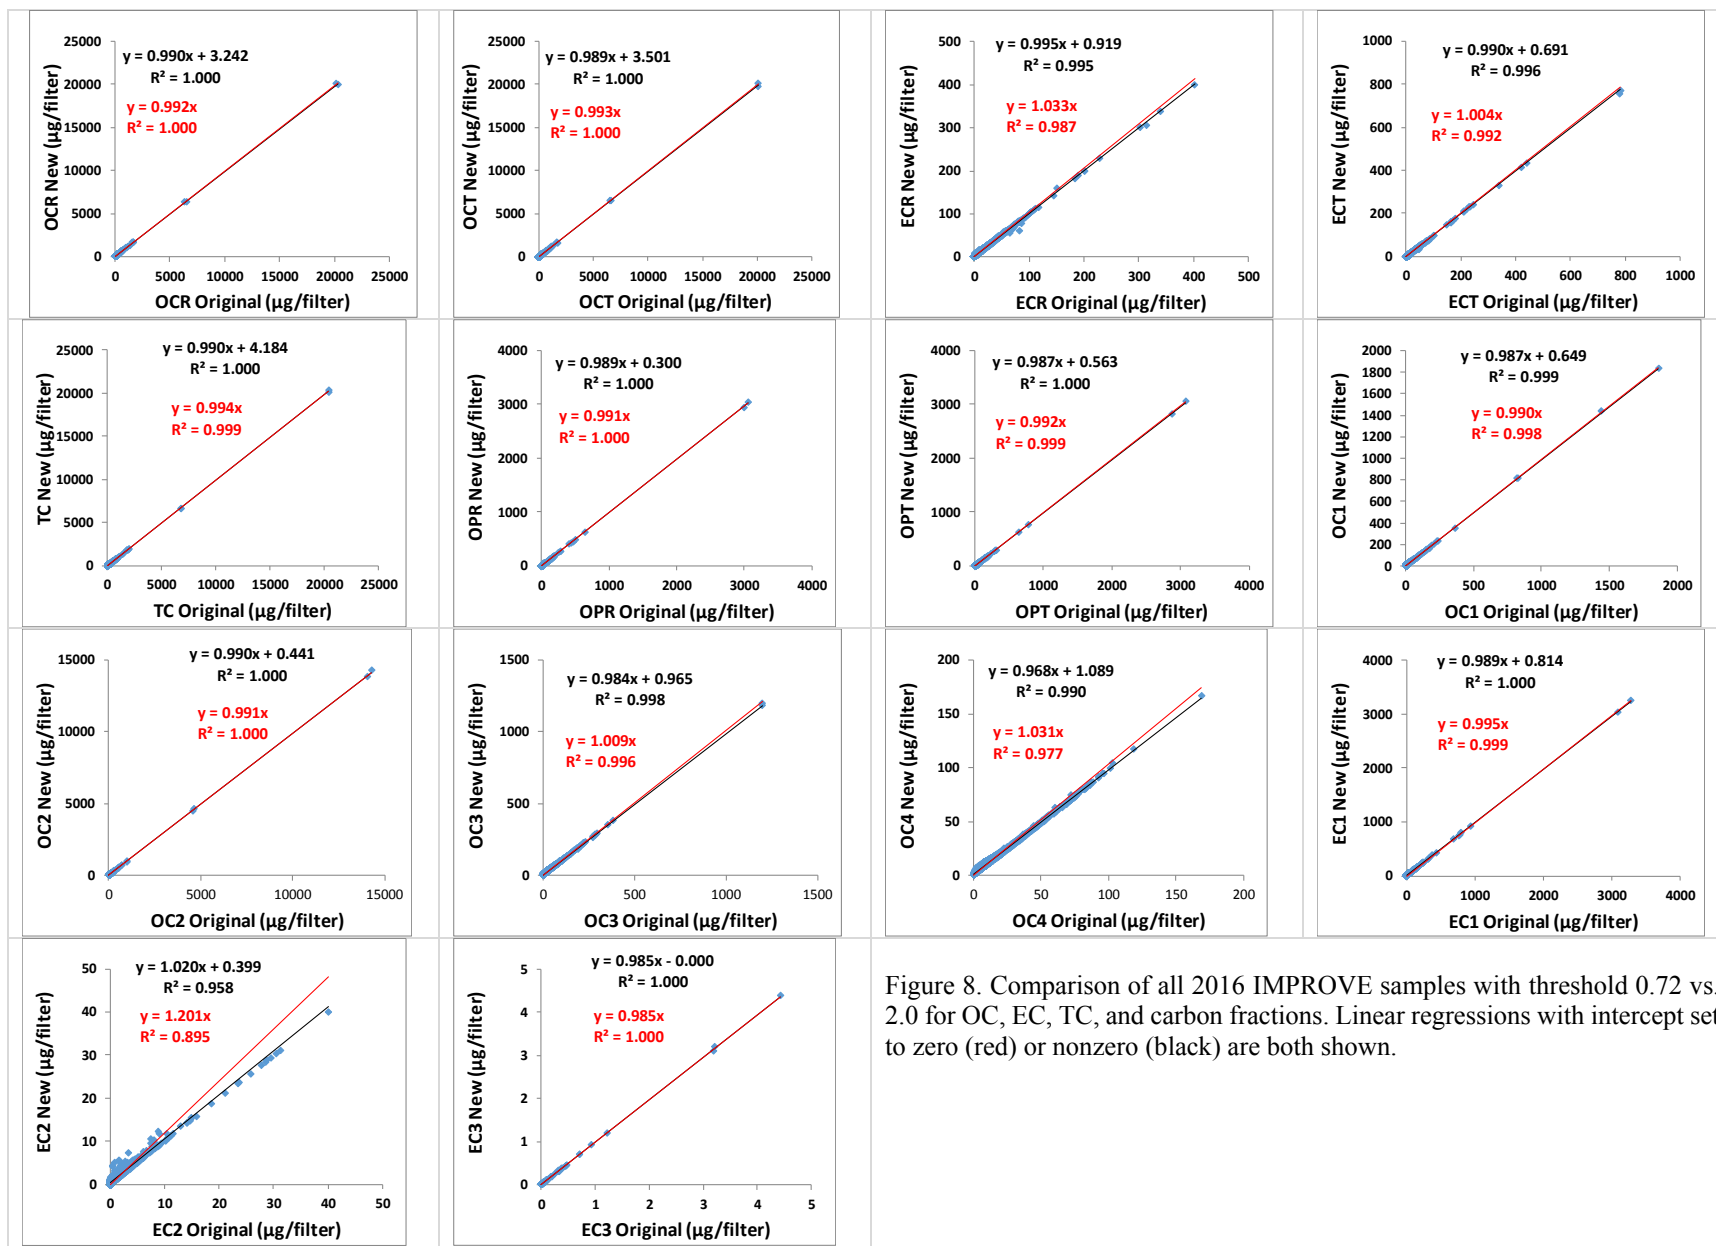 y = 0.990x + 3.242
R² = 1.000
y = 0.992x
R² = 1.000
OCR New (µg/filter)
25000
20000
15000
10000
5000
0
0 5000 10000 15000 20000 25000
OCR Original (µg/filter)
y = 0.989x + 3.501
R² = 1.000
y = 0.993x
R² = 1.000
OCT New (µg/filter)
25000
20000
15000
10000
5000
0
0 5000 10000 15000 20000 25000
OCT Original (µg/filter)
y = 0.995x + 0.919
R² = 0.995
y = 1.033x
R² = 0.987
ECR New (µg/filter)
500
400
300
200
100
0
0 100 200 300 400 500
ECR Original (µg/filter)
y = 0.990x + 0.691
R² = 0.996
y = 1.004x
R² = 0.992
ECT New (µg/filter)
1000
800
600
400
200
0
0 200 400 600 800 1000
ECT Original (µg/filter)
y = 0.990x + 4.184
R² = 1.000
y = 0.994x
R² = 0.999
TC New (µg/filter)
25000
20000
15000
10000
5000
0
0 5000 10000 15000 20000 25000
TC Original (µg/filter)
y = 0.989x + 0.300
R² = 1.000
y = 0.991x
R² = 1.000
OPR New (µg/filter)
4000
3000
2000
1000
0
0 1000 2000 3000 4000
OPR Original (µg/filter)
y = 0.987x + 0.563
R² = 1.000
y = 0.992x
R² = 0.999
OPT New (µg/filter)
4000
3000
2000
1000
0
0 1000 2000 3000 4000
OPT Original (µg/filter)
y = 0.987x + 0.649
R² = 0.999
y = 0.990x
R² = 0.998
OC1 New (µg/filter)
2000
1800
1600
1400
1200
1000
800
600
400
200
0
0 500 1000 1500 2000
OC1 Original (µg/filter)
y = 0.990x + 0.441
R² = 1.000
y = 0.991x
R² = 1.000
OC2 New (µg/filter)
15000
10000
5000
0
0 5000 10000 15000
OC2 Original (µg/filter)
y = 0.984x + 0.965
R² = 0.998
y = 1.009x
R² = 0.996
OC3 New (µg/filter)
1500
1000
500
0
0 500 1000 1500
OC3 Original (µg/filter)
y = 0.968x + 1.089
R² = 0.990
y = 1.031x
R² = 0.977
OC4 New (µg/filter)
200
150
100
50
0
0 50 100 150 200
OC4 Original (µg/filter)
y = 0.989x + 0.814
R² = 1.000
y = 0.995x
R² = 0.999
EC1 New (µg/filter)
4000
3000
2000
1000
0
0 1000 2000 3000 4000
EC1 Original (µg/filter)
y = 1.020x + 0.399
R² = 0.958
y = 1.201x
R² = 0.895
EC2 New (µg/filter)
50
40
30
20
10
0
0 10 20 30 40 50
EC2 Original (µg/filter)
y = 0.985x - 0.000
R² = 1.000
y = 0.985x
R² = 1.000
EC3 New (µg/filter)
5
4
3
2
1
0
0 1 2 3 4 5
EC3 Original (µg/filter)
Figure 8. Comparison of all 2016 IMPROVE samples with threshold 0.72 vs.
2.0 for OC, EC, TC, and carbon fractions. Linear regressions with intercept set
to zero (red) or nonzero (black) are both shown.